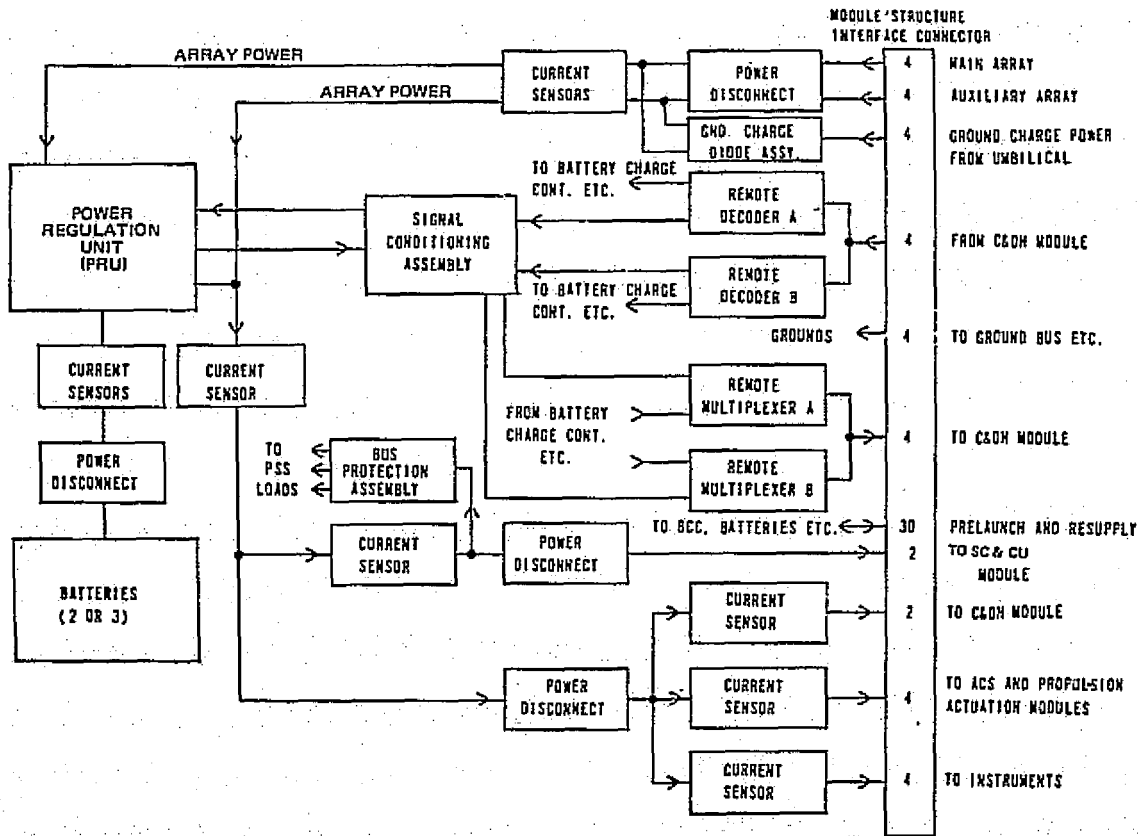 MODULE STRUCTURE
INTERFACE CONNECTOR
ARRAY POWER
ARRAY POWER
CURRENT
SENSORS
POWER
DISCONNECT
4
MAIN ARRAY
4
AUXILIARY ARRAY
GND. CHARGE
DIODE ASSY.
4
GROUND CHARGE POWER
FROM UMBILICAL
POWER
REGULATION
UNIT
(PRU)
SIGNAL
CONDITIONING
ASSEMBLY
TO BATTERY CHARGE
CONT. ETC.
REMOTE
DECODER A
4
FROM C&DH MODULE
TO BATTERY CHARGE
CONT. ETC.
REMOTE
DECODER B
GROUNDS
4
TO GROUND BUS ETC.
CURRENT
SENSORS
CURRENT
SENSOR
REMOTE
MULTIPLEXER A
FROM BATTERY
CHARGE CONT.
ETC.
4
TO C&DH MODULE
REMOTE
MULTIPLEXER B
POWER
DISCONNECT
TO
PSS
LOADS
BUS
PROTECTION
ASSEMBLY
TO BCC, BATTERIES ETC.
30
PRELAUNCH AND RESUPPLY
CURRENT
SENSOR
POWER
DISCONNECT
2
TO SC & CU
MODULE
BATTERIES
(2 OR 3)
CURRENT
SENSOR
2
TO C&DH MODULE
POWER
DISCONNECT
CURRENT
SENSOR
4
TO ACS AND PROPULSION
ACTUATION MODULES
CURRENT
SENSOR
4
TO INSTRUMENTS